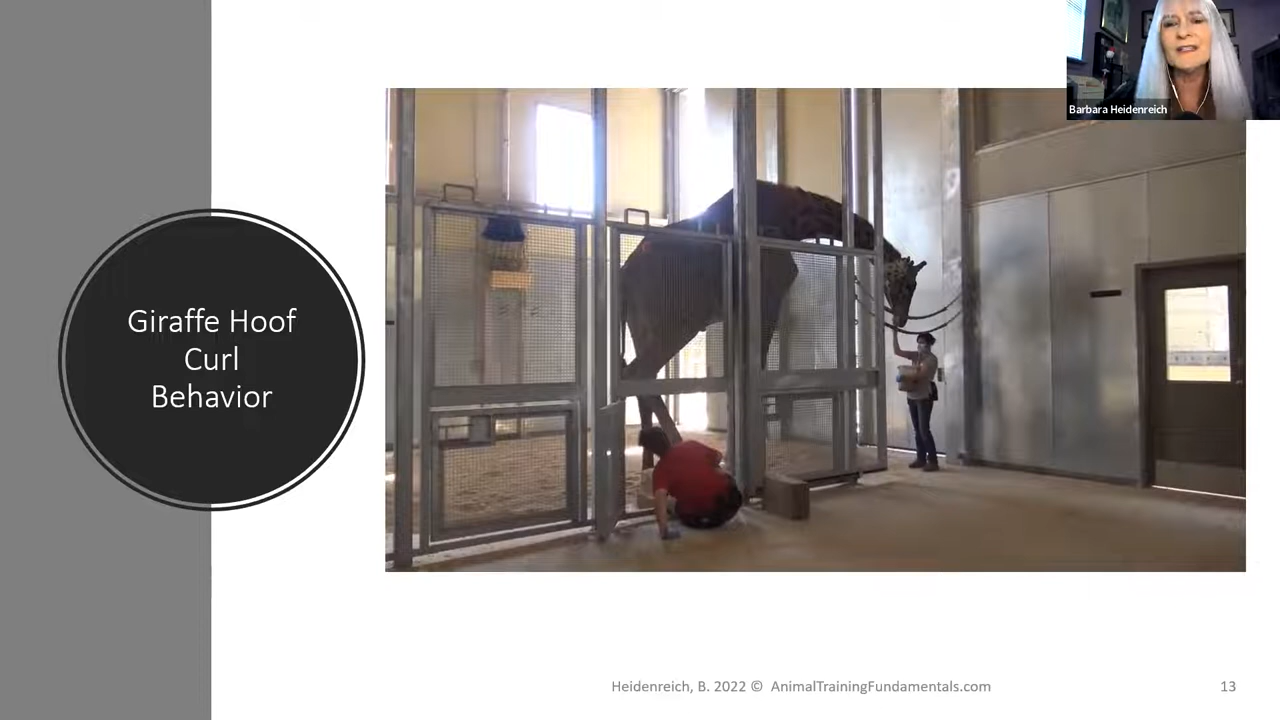 Barbara Heidenreich
Giraffe Hoof
Curl
Behavior
Heidenreich, B. 2022 © AnimalTrainingFundamentals.com
13